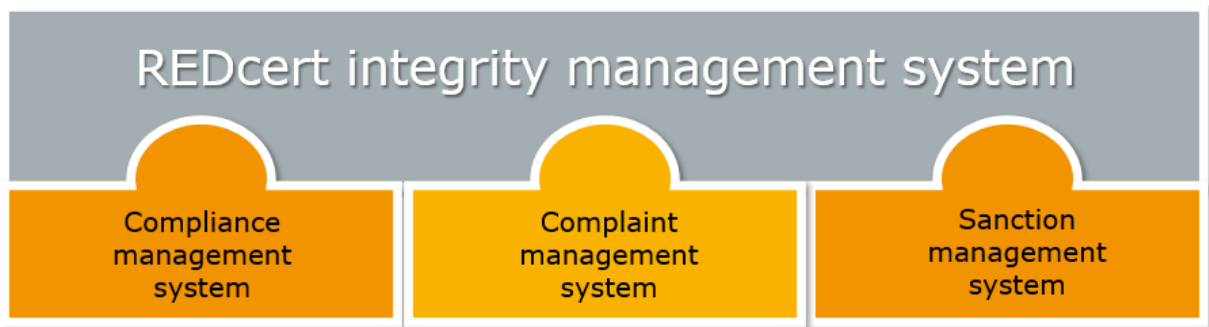 REDcert integrity management system
Compliance
management
system
Complaint
management
system
Sanction
management
system